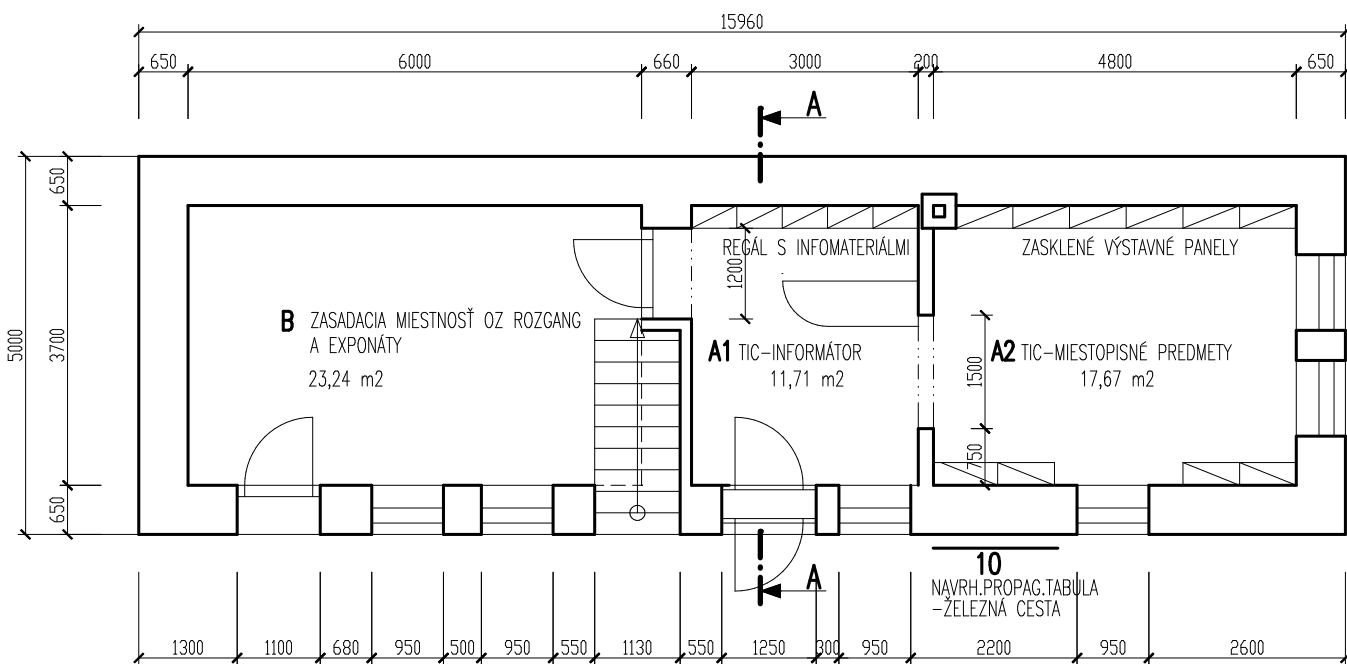 15960
650 6000 660 3000 200 4800 650
A
5000
650
3700
650
REGÁL S INFOMATERIÁLMI
ZASKLENÉ VÝSTAVNÉ PANELY
1200
B ZASADACIA MIESTNOSŤ OZ ROZGANG
A EXPONÁTY
23,24 m2
A1 TIC-INFORMÁTOR
11,71 m2
A2 TIC-MIESTOPISNÉ PREDMETY
17,67 m2
1500
750
A
10
NAVRH.PROPAG.TABULA
-ŽELEZNÁ CESTA
1300 1100 680 950 500 950 550 1130 550 1250 300 950 2200 950 2600